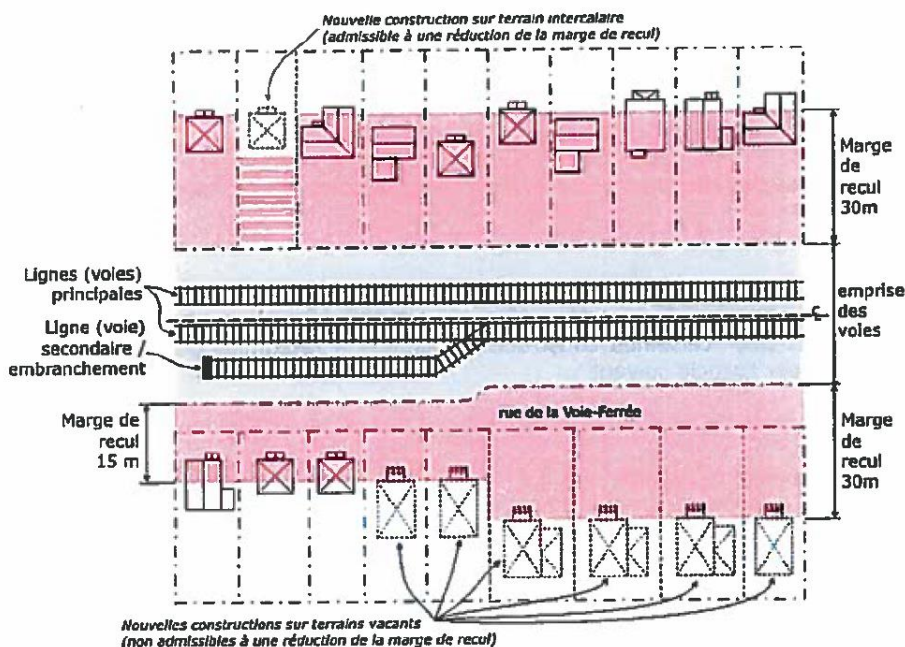 Nouvelle construction sur terrain intercalaire
(admissible à une réduction de la marge de recul)
Marge
de
recul
30m
Lignes (voies)
principales
Ligne (voie)
secondaire /
embranchement
emprise
des
voies
Marge de
recul
15 m
rue de la Voie-Ferrée
Marge
de
recul
30m
Nouvelles constructions sur terrains vacants
(non admissibles à une réduction de la marge de recul)